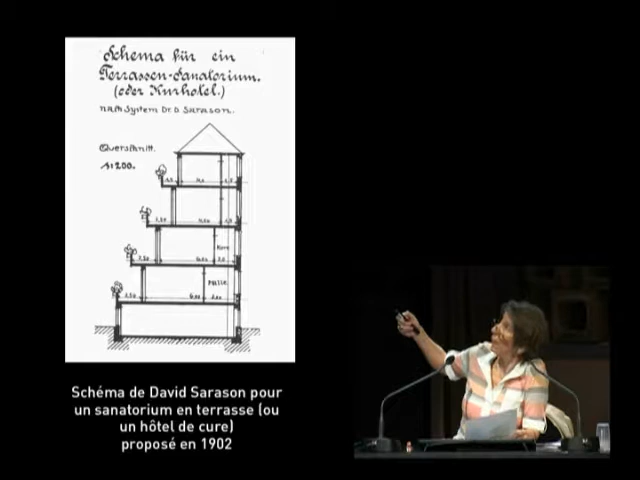 Schema für ein
Terrassen-Sanatorium.
(oder Kurhotel.)
nach System Dr. D. Sarason.
Querschnitt.
1:200.
Schéma de David Sarason pour
un sanatorium en terrasse (ou
un hôtel de cure)
proposé en 1902